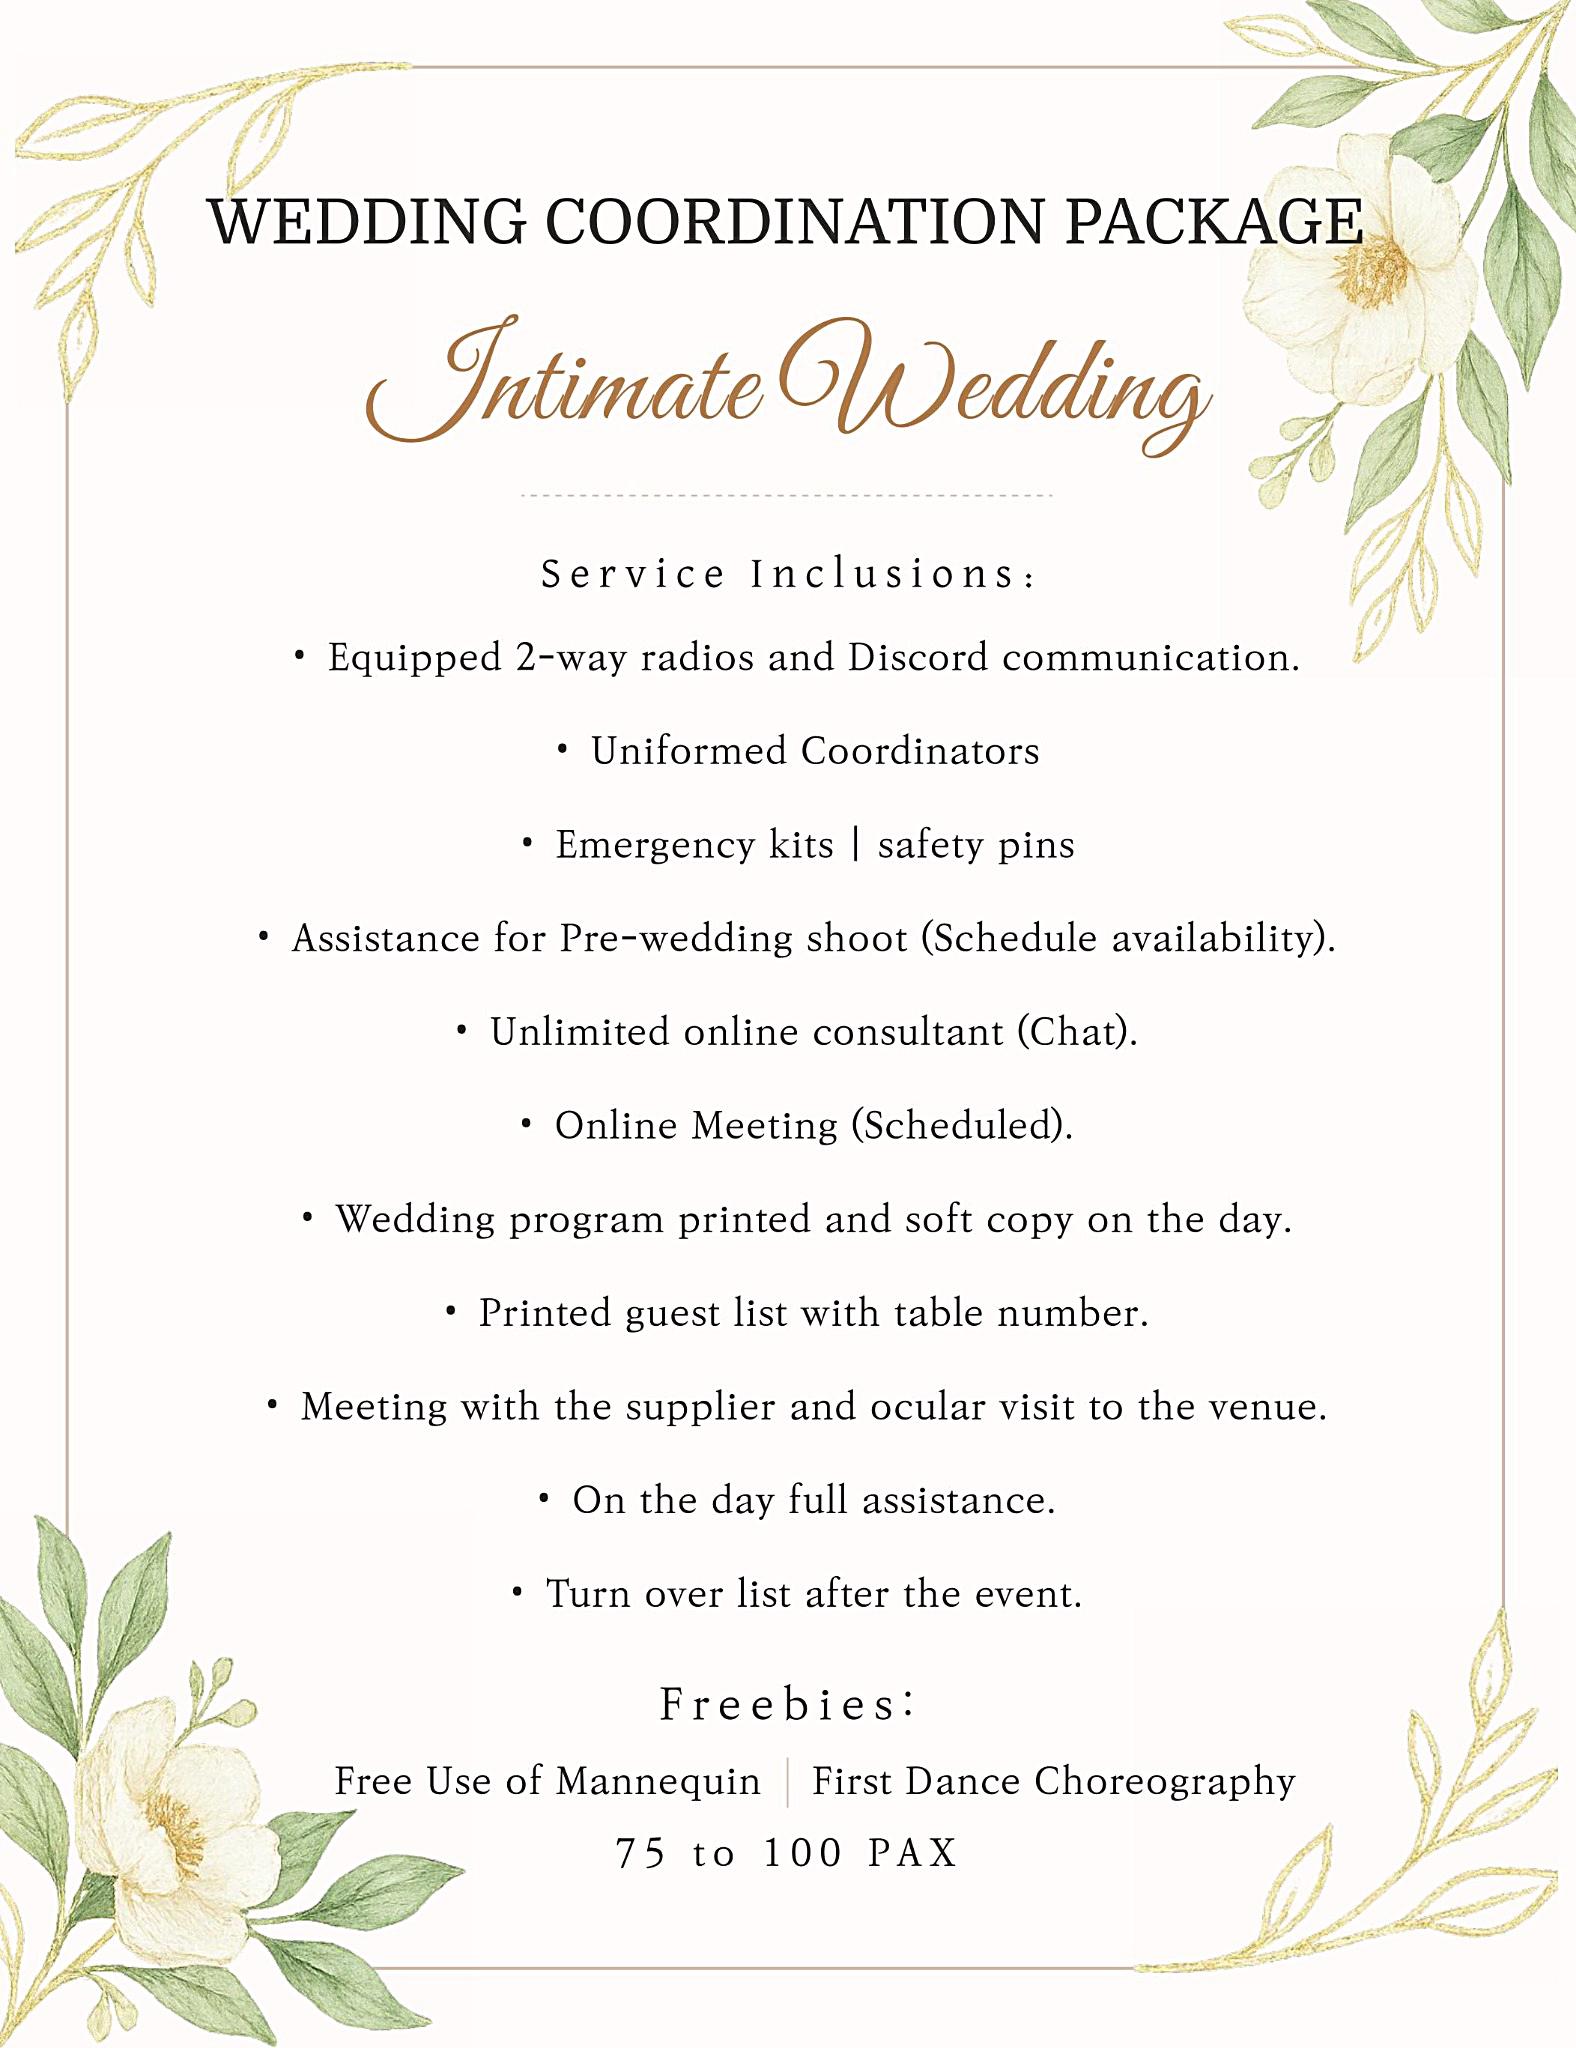 WEDDING COORDINATION PACKAGE
Intimate Wedding
Service Inclusions:
• Equipped 2-way radios and Discord communication.
• Uniformed Coordinators
• Emergency kits | safety pins
• Assistance for Pre-wedding shoot (Schedule availability).
• Unlimited online consultant (Chat).
• Online Meeting (Scheduled).
• Wedding program printed and soft copy on the day.
• Printed guest list with table number.
• Meeting with the supplier and ocular visit to the venue.
• On the day full assistance.
• Turn over list after the event.
Freebies:
Free Use of Mannequin | First Dance Choreography
75 to 100 PAX